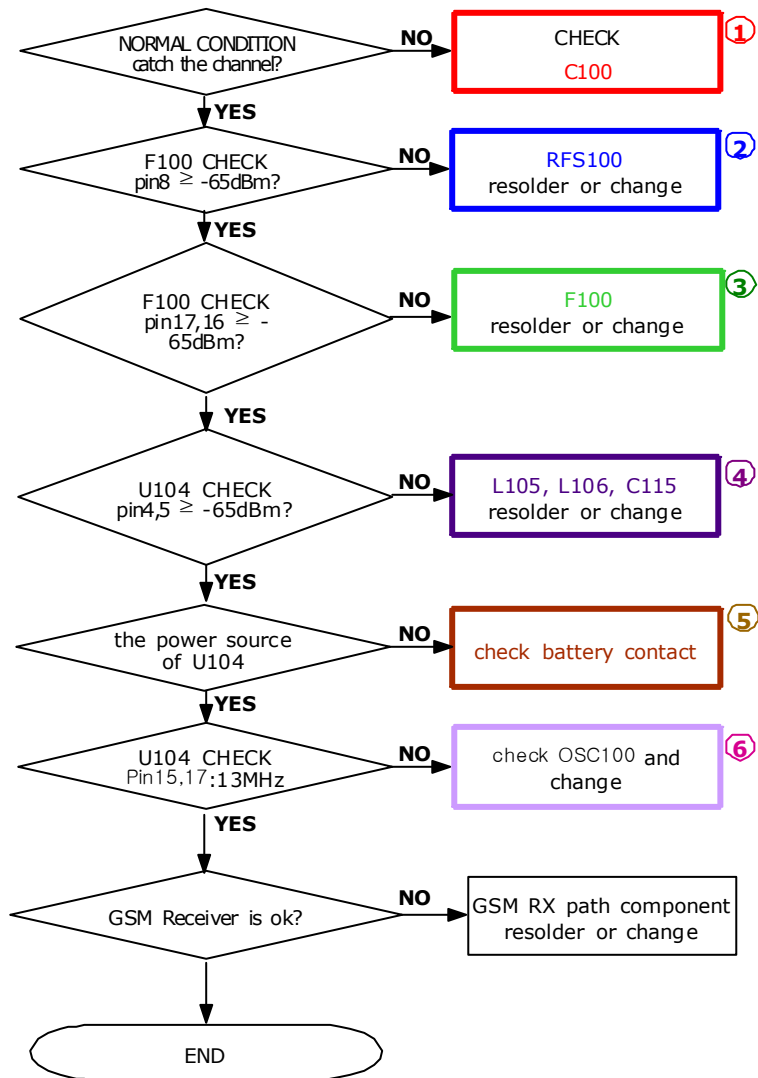 NORMAL CONDITION
catch the channel?
NO
CHECK
C100
1
YES
F100 CHECK
pin8 ≥ -65dBm?
NO
RFS100
resolder or change
2
YES
F100 CHECK
pin17,16 ≥ -
65dBm?
NO
F100
resolder or change
3
YES
U104 CHECK
pin4,5 ≥ -65dBm?
NO
L105, L106, C115
resolder or change
4
YES
the power source
of U104
NO
check battery contact
5
YES
U104 CHECK
Pin15,17:13MHz
NO
check OSC100 and
change
6
YES
GSM Receiver is ok?
NO
GSM RX path component
resolder or change
END